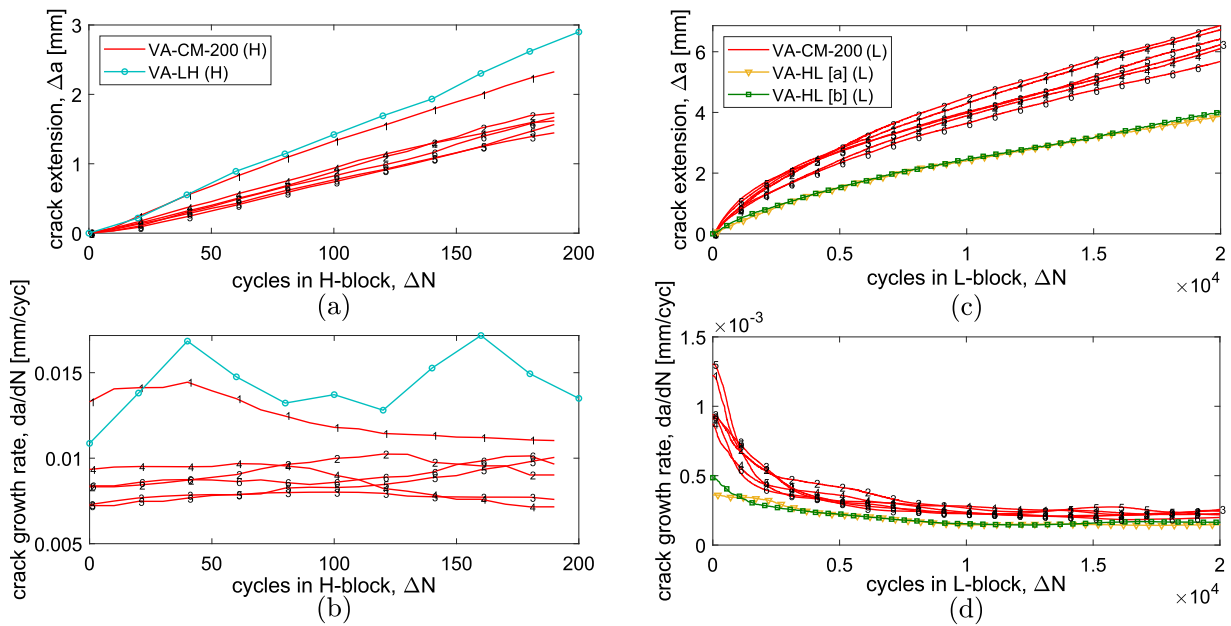 3
2
1
0
crack extension, Δa [mm]
VA-CM-200 (H)
VA-LH (H)
0
50
100
150
200
cycles in H-block, ΔN
(a)
8
6
4
2
0
crack extension, Δa [mm]
VA-CM-200 (L)
VA-HL [a] (L)
VA-HL [b] (L)
3
0
0.5
1
1.5
2
×10⁴
cycles in L-block, ΔN
(c)
0.015
0.01
0.005
crack growth rate, da/dN [mm/cyc]
0
50
100
150
200
cycles in H-block, ΔN
(b)
×10⁻³
1.5
1
0.5
0
crack growth rate, da/dN [mm/cyc]
3
0
0.5
1
1.5
2
×10⁴
cycles in L-block, ΔN
(d)